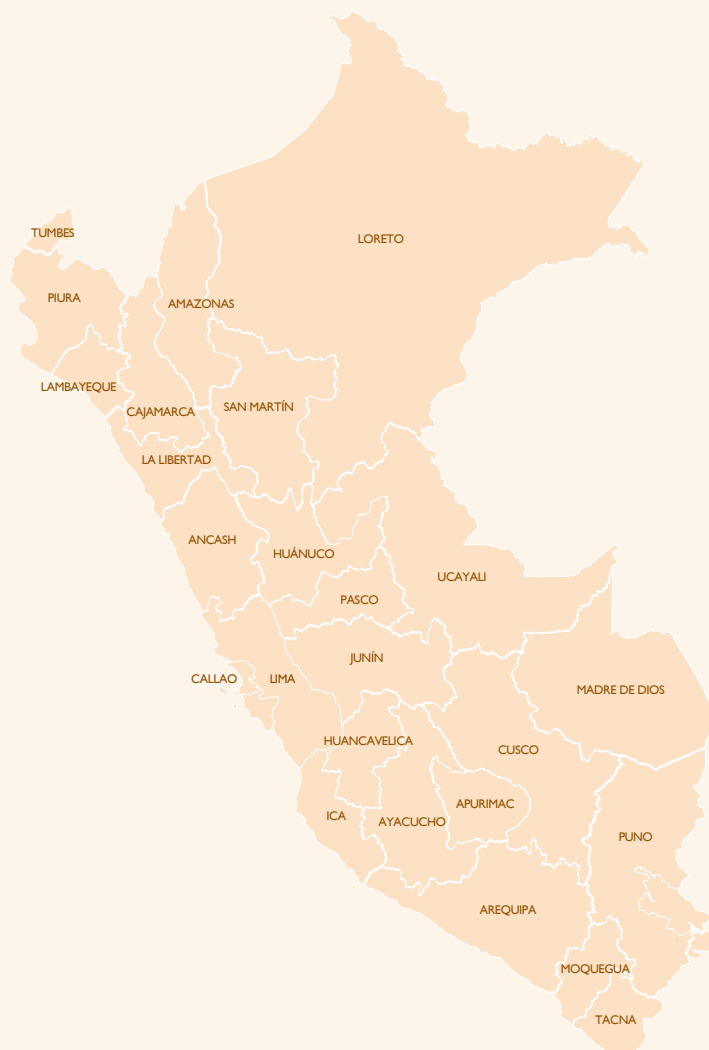 TUMBES
LORETO
PIURA
AMAZONAS
LAMBAYEQUE
SAN MARTÍN
CAJAMARCA
LA LIBERTAD
ANCASH
HUÁNUCO
UCAYALI
PASCO
JUNÍN
CALLAO
LIMA
MADRE DE DIOS
HUANCAVELICA
CUSCO
APURIMAC
ICA
AYACUCHO
PUNO
AREQUIPA
MOQUEGUA
TACNA